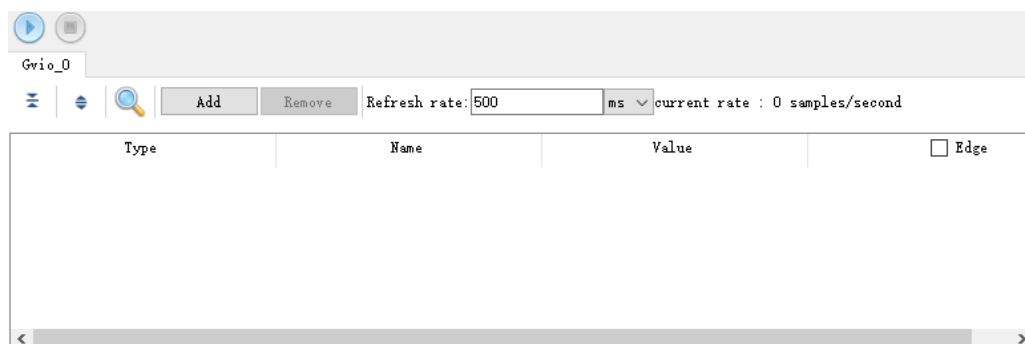 Gvio_0
Add Remove Refresh rate: 500 ms current rate : 0 samples/second
Type Name Value Edge